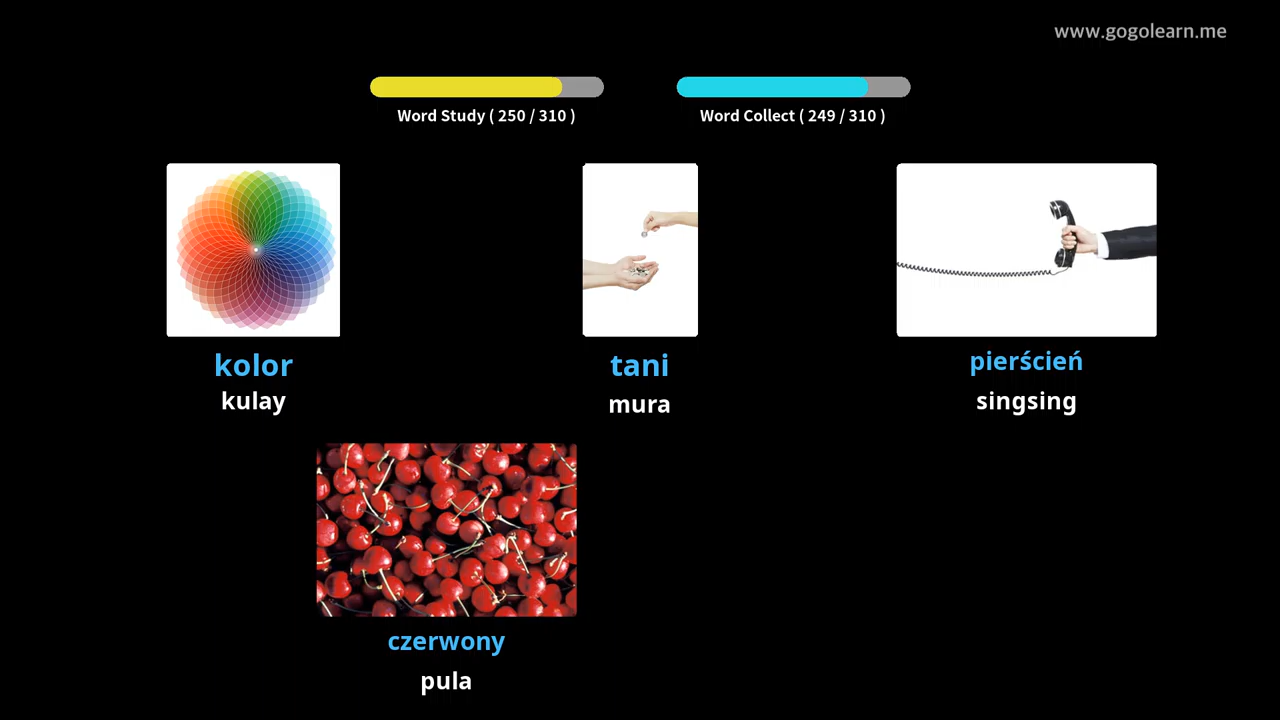 www.gogolearn.me
Word Study ( 250 / 310 )
Word Collect ( 249 / 310 )
kolor
kulay
tani
mura
pierścień
singsing
czerwony
pula